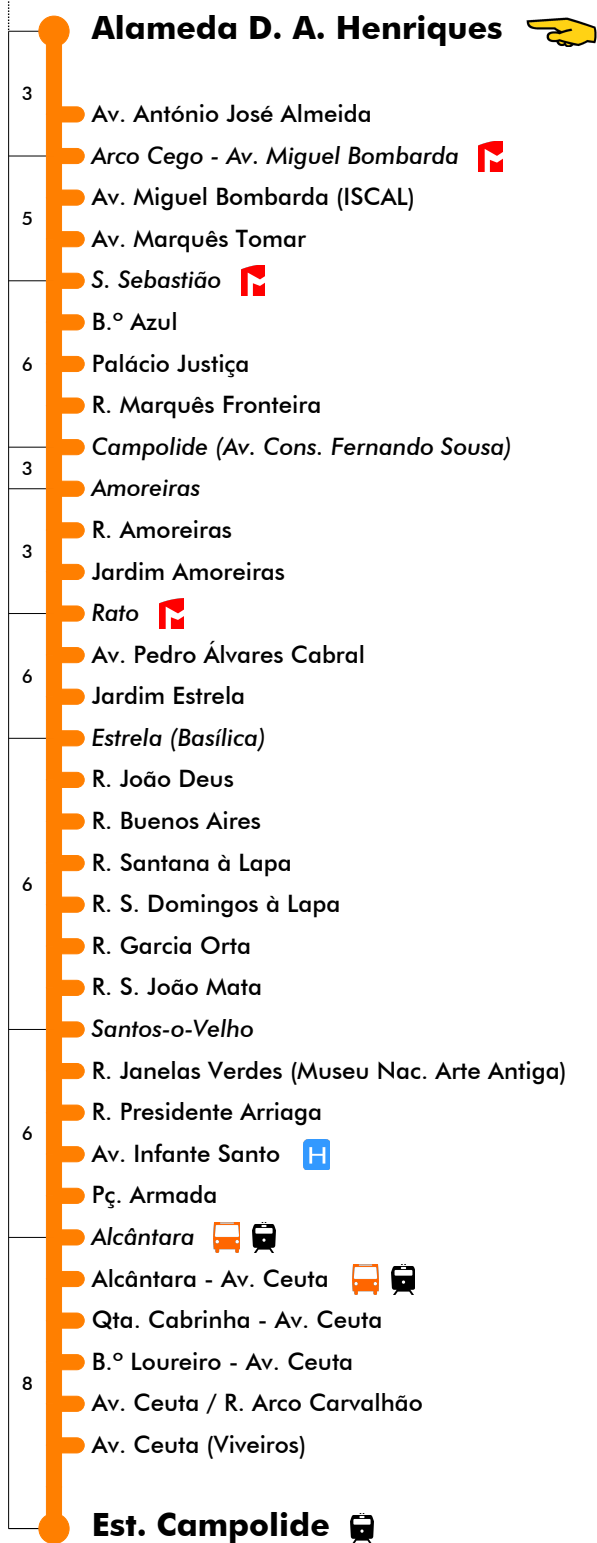 Alameda D. A. Henriques
3
Av. António José Almeida
Arco Cego - Av. Miguel Bombarda
Av. Miguel Bombarda (ISCAL)
5
Av. Marquês Tomar
S. Sebastião
B.º Azul
6
Palácio Justiça
R. Marquês Fronteira
Campolide (Av. Cons. Fernando Sousa)
3
Amoreiras
R. Amoreiras
3
Jardim Amoreiras
Rato
Av. Pedro Álvares Cabral
6
Jardim Estrela
Estrela (Basílica)
R. João Deus
R. Buenos Aires
R. Santana à Lapa
6
R. S. Domingos à Lapa
R. Garcia Orta
R. S. João Mata
Santos-o-Velho
R. Janelas Verdes (Museu Nac. Arte Antiga)
R. Presidente Arriaga
6
Av. Infante Santo H
Pç. Armada
Alcântara
Alcântara - Av. Ceuta
Qta. Cabrinha - Av. Ceuta
B.º Loureiro - Av. Ceuta
8
Av. Ceuta / R. Arco Carvalhão
Av. Ceuta (Viveiros)
Est. Campolide